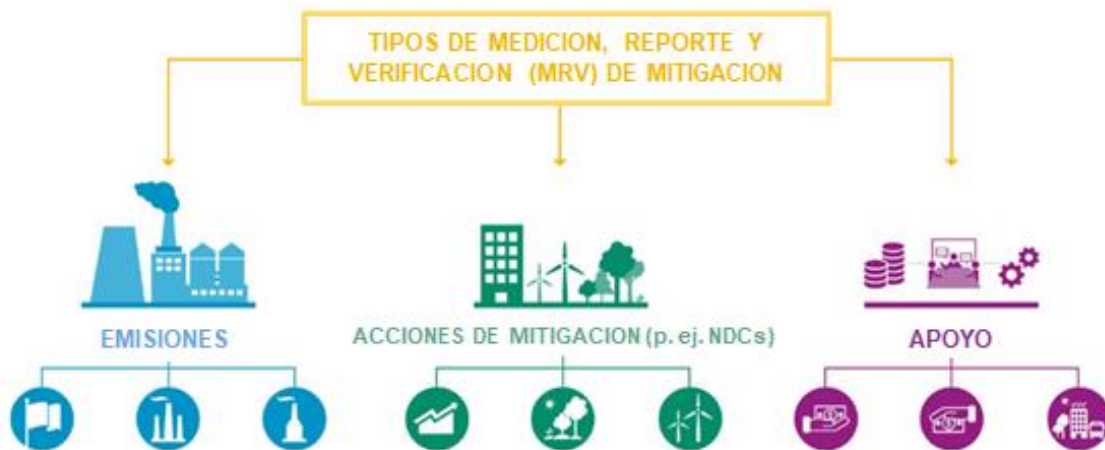 TIPOS DE MEDICION, REPORTE Y
VERIFICACION (MRV) DE MITIGACION
EMISIONES
ACCIONES DE MITIGACION (p. ej. NDCs)
APOYO